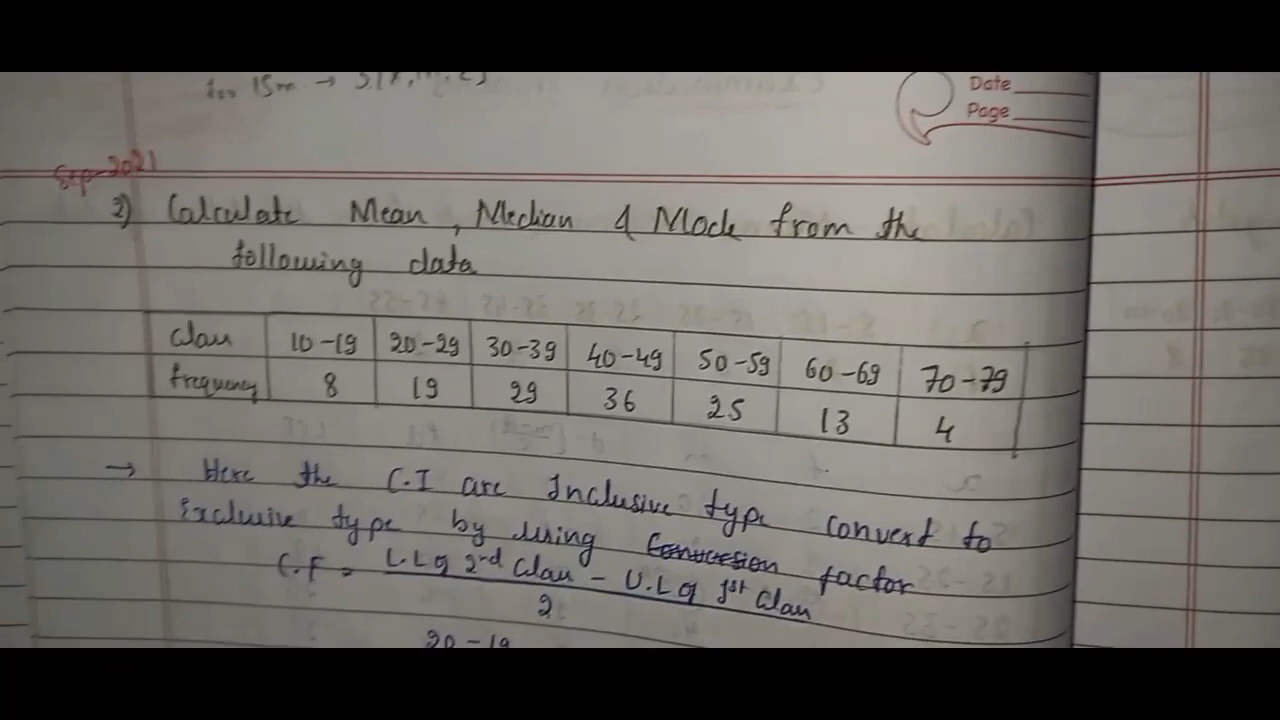 Date
Page
Sep-2021
2) Calculate Mean, Median & Mode from the
following data
Class 10-19 20-29 30-39 40-49 50-59 60-69 70-79
frequency 8 19 29 36 25 13 4
→ Here the C.I are Inclusive type convert to
Exclusive type by using factor
C.F = L.L of 2nd Class - U.L of 1st Class
2
20-19